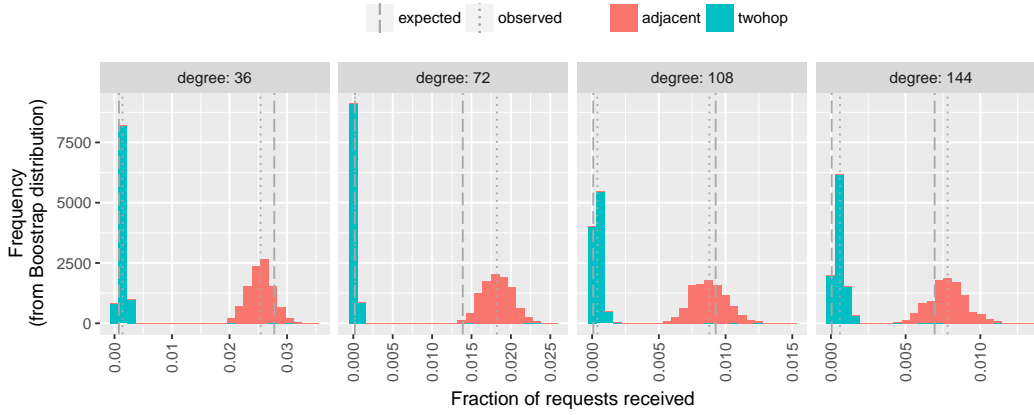 expected observed adjacent twohop
degree: 36 degree: 72 degree: 108 degree: 144
Frequency
(from Boostrap distribution)
7500
5000
2500
0
0.000 0.01 0.02 0.03 0.000 0.005 0.010 0.015 0.020 0.025 0.000 0.005 0.010 0.015 0.000 0.005 0.010
Fraction of requests received